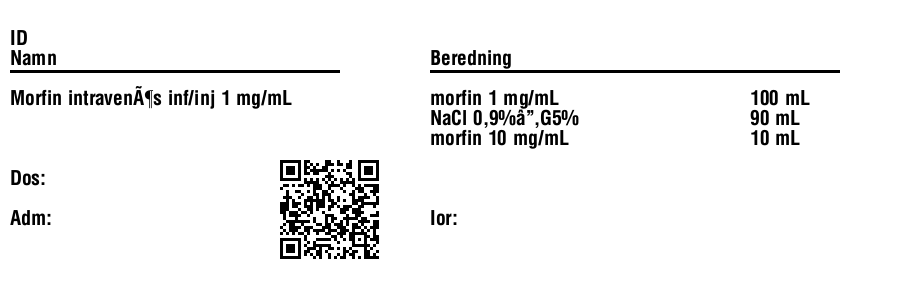 ID
Namn
Beredning
Morfin intravenÃ¶s inf/inj 1 mg/mL
morfin 1 mg/mL 100 mL
NaCl 0,9%â”‚G5% 90 mL
morfin 10 mg/mL 10 mL
Dos:
Adm:
Ior: